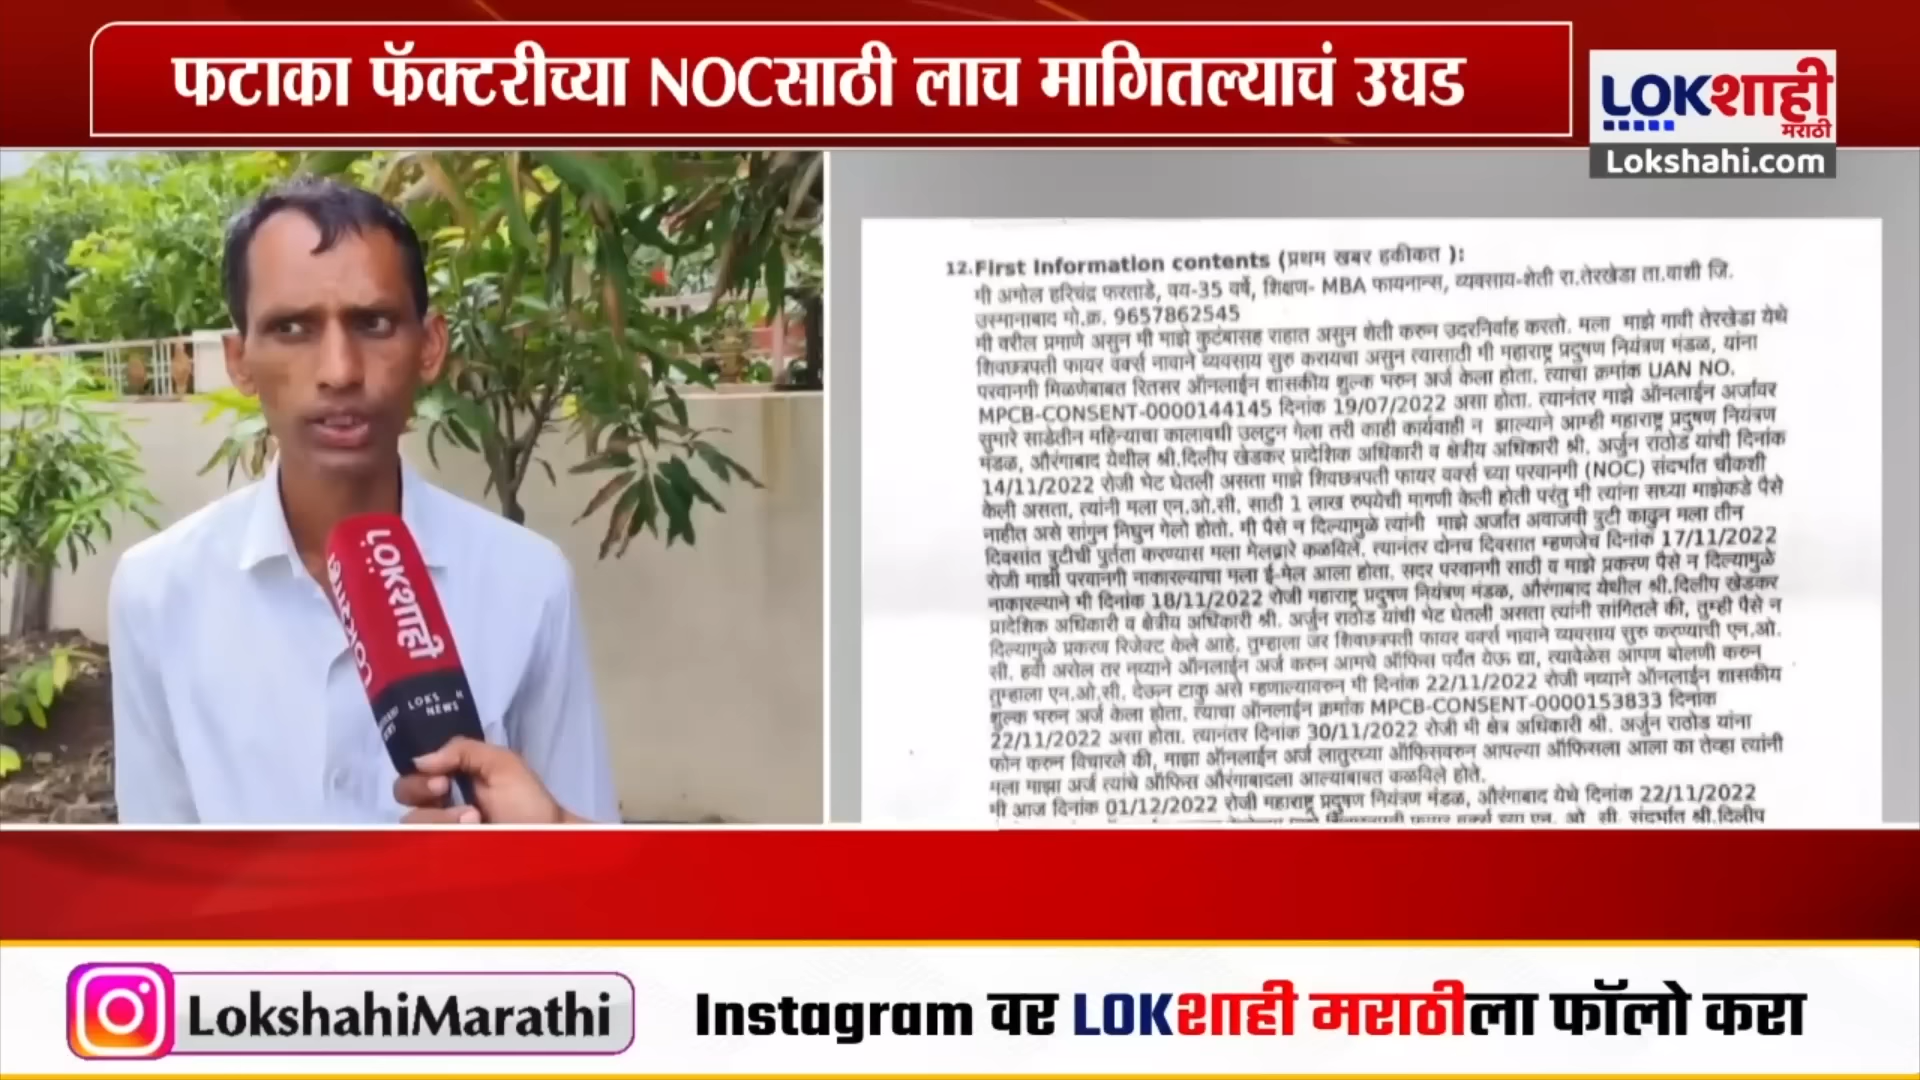 फटाका फॅक्टरीच्या NOCसाठी लाच मागितल्याचं उघड
LOKशाही
मराठी
Lokshahi.com
12.First Information contents (प्रथम खबर हकीकत ):
मी अमोल हरिचंद्र फरताडे, वय-35 वर्षे, शिक्षण- MBA फायनान्स, व्यवसाय-शेती रा.तेरखेडा ता.वाशी जि.
उस्मानाबाद मो.क्र. 9657862545
मी वरील प्रमाणे असुन मी माझे कुटंबासह राहात असुन शेती करुन उदरनिर्वाह करतो. मला माझे गावी तेरखेडा येथे
शिवछत्रपती फायर वर्क्स नावाने व्यवसाय सुरु करायचा असुन त्यासाठी मी महाराष्ट्र प्रदुषण नियंत्रण मंडळ, यांना
परवानगी मिळणेबाबत रितसर ऑनलाईन शासकीय शुल्क भरुन अर्ज केला होता. त्याचा क्रमांक UAN NO.
MPCB-CONSENT-0000144145 दिनांक 19/07/2022 असा होता. त्यानंतर माझे ऑनलाईन अर्जावर
सुमारे साडेतीन महिन्याचा कालावधी उलटुन गेला तरी काही कार्यवाही न झाल्याने आम्ही महाराष्ट्र प्रदुषण नियंत्रण
मंडळ, औरंगाबाद येथील श्री.दिलीप खेडकर प्रादेशिक अधिकारी व क्षेत्रीय अधिकारी श्री. अर्जुन राठोड यांची दिनांक
14/11/2022 रोजी भेट घेतली असता माझे शिवछत्रपती फायर वर्क्स च्या परवानगी (NOC) संदर्भात चौकशी
केली असता, त्यांनी मला एन.ओ.सी. साठी 1 लाख रुपयेची मागणी केली होती परंतु मी त्यांना सध्या माझेकडे पैसे
नाहीत असे सांगुन निघुन गेलो होतो. मी पैसे न दिल्यामुळे त्यांनी माझे अर्जात अवाजवी त्रुटी काढुन मला तीन
दिवसांत त्रुटीची पुर्तता करण्यास मला मेलद्वारे कळविले. त्यानंतर दोनच दिवसात म्हणजेच दिनांक 17/11/2022
रोजी माझी परवानगी नाकारल्याचा मला ई-मेल आला होता. सदर परवानगी साठी व माझे प्रकरण पैसे न दिल्यामुळे
नाकारल्याने मी दिनांक 18/11/2022 रोजी महाराष्ट्र प्रदुषण नियंत्रण मंडळ, औरंगाबाद येथील श्री.दिलीप खेडकर
प्रादेशिक अधिकारी व क्षेत्रीय अधिकारी श्री. अर्जुन राठोड यांची भेट घेतली असता त्यांनी सांगितले की, तुम्ही पैसे न
दिल्यामुळे प्रकरण रिजेक्ट केले आहे. तुम्हाला जर शिवछत्रपती फायर वर्क्स नावाने व्यवसाय सुरु करण्याची एन.ओ.
सी. हवी असेल तर नव्याने ऑनलाईन अर्ज करुन आमचे ऑफिस पर्यंत येऊ द्या, त्यावेळेस आपण बोलणी करुन
तुम्हाला एन.ओ.सी. देऊन टाकु असे म्हणाल्यावरुन मी दिनांक 22/11/2022 रोजी नव्याने ऑनलाईन शासकीय
शुल्क भरुन अर्ज केला होता. त्याचा ऑनलाईन क्रमांक MPCB-CONSENT-0000153833 दिनांक
22/11/2022 असा होता. त्यानंतर दिनांक 30/11/2022 रोजी मी क्षेत्र अधिकारी श्री. अर्जुन राठोड यांना
फोन करुन विचारले की, माझा ऑनलाईन अर्ज लातुरच्या ऑफिसवरुन आपल्या ऑफिसला आला का तेव्हा त्यांनी
मला माझा अर्ज त्यांचे ऑफिस औरंगाबादला आल्याबाबत कळविले होते.
मी आज दिनांक 01/12/2022 रोजी महाराष्ट्र प्रदुषण नियंत्रण मंडळ, औरंगाबाद येथे दिनांक 22/11/2022
एन. ओ. सी. संदर्भात श्री.दिलीप
लोकशाही
NEWS
LokshahiMarathi
Instagram वर LOKशाही मराठीला फॉलो करा